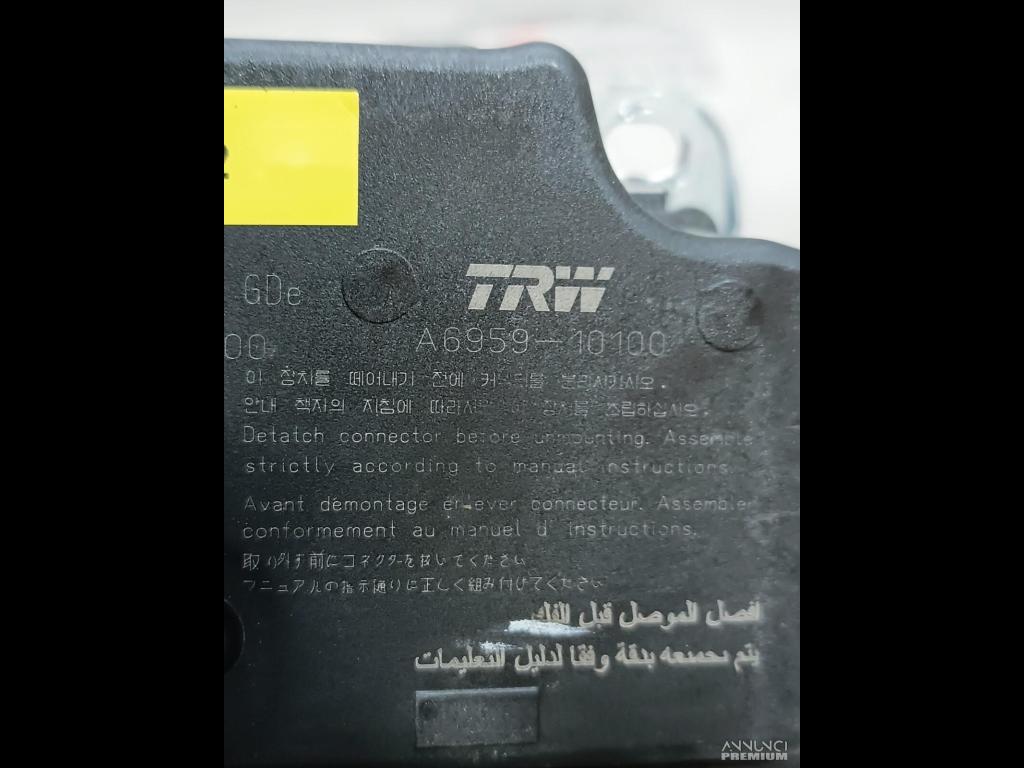 GDe
TRW
00
A6959-10100
이 장치를 떼어내기 전에 커넥터를 분리시키시오.
안내 책자의 지침에 따라서 이 장치를 조립하십시오.
Detatch connector before unmounting. Assemble
strictly according to manual instructions.
Avant demontage enlever connecteur. Assembler
conformement au manuel d' Instructions.
取り外す前にコネクターを抜いてください
マニュアルの指示通りに正しく組み付けてください
افصل الموصل قبل الفك
يتم تجميعه بدقة وفقا لدليل التعليمات
ANNUNCI
PREMIUM